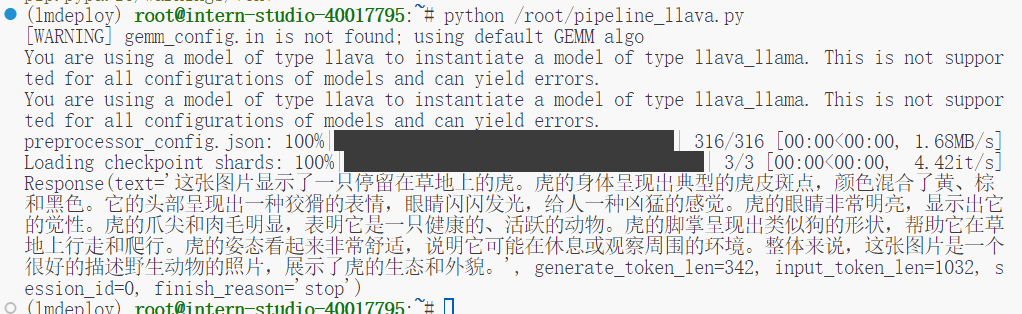 (lmdeploy) root@intern-studio-40017795:~# python /root/pipeline_llava.py
[WARNING] gemm_config.in is not found; using default GEMM algo
You are using a model of type llava to instantiate a model of type llava_llama. This is not suppor
ted for all configurations of models and can yield errors.
You are using a model of type llava to instantiate a model of type llava_llama. This is not suppor
ted for all configurations of models and can yield errors.
preprocessor_config.json: 100%| | 316/316 [00:00<00:00, 1.68MB/s]
Loading checkpoint shards: 100%| | 3/3 [00:00<00:00, 4.42it/s]
Response(text='这张图片显示了一只停留在草地上的虎。虎的身体呈现出典型的虎皮斑点，颜色混合了黄、棕
和黑色。它的头部呈现出一种狡猾的表情，眼睛闪闪发光，给人一种凶猛的感觉。虎的眼睛非常明亮，显示出它
的觉性。虎的爪尖和肉毛明显，表明它是一只健康的、活跃的动物。虎的脚掌呈现出类似狗的形状，帮助它在草
地上行走和爬行。虎的姿态看起来非常舒适，说明它可能在休息或观察周围的环境。整体来说，这张图片是一个
很好的描述野生动物的照片，展示了虎的生态和外貌。', generate_token_len=342, input_token_len=1032, s
ession_id=0, finish_reason='stop')
(lmdeploy) root@intern-studio-40017795:~#